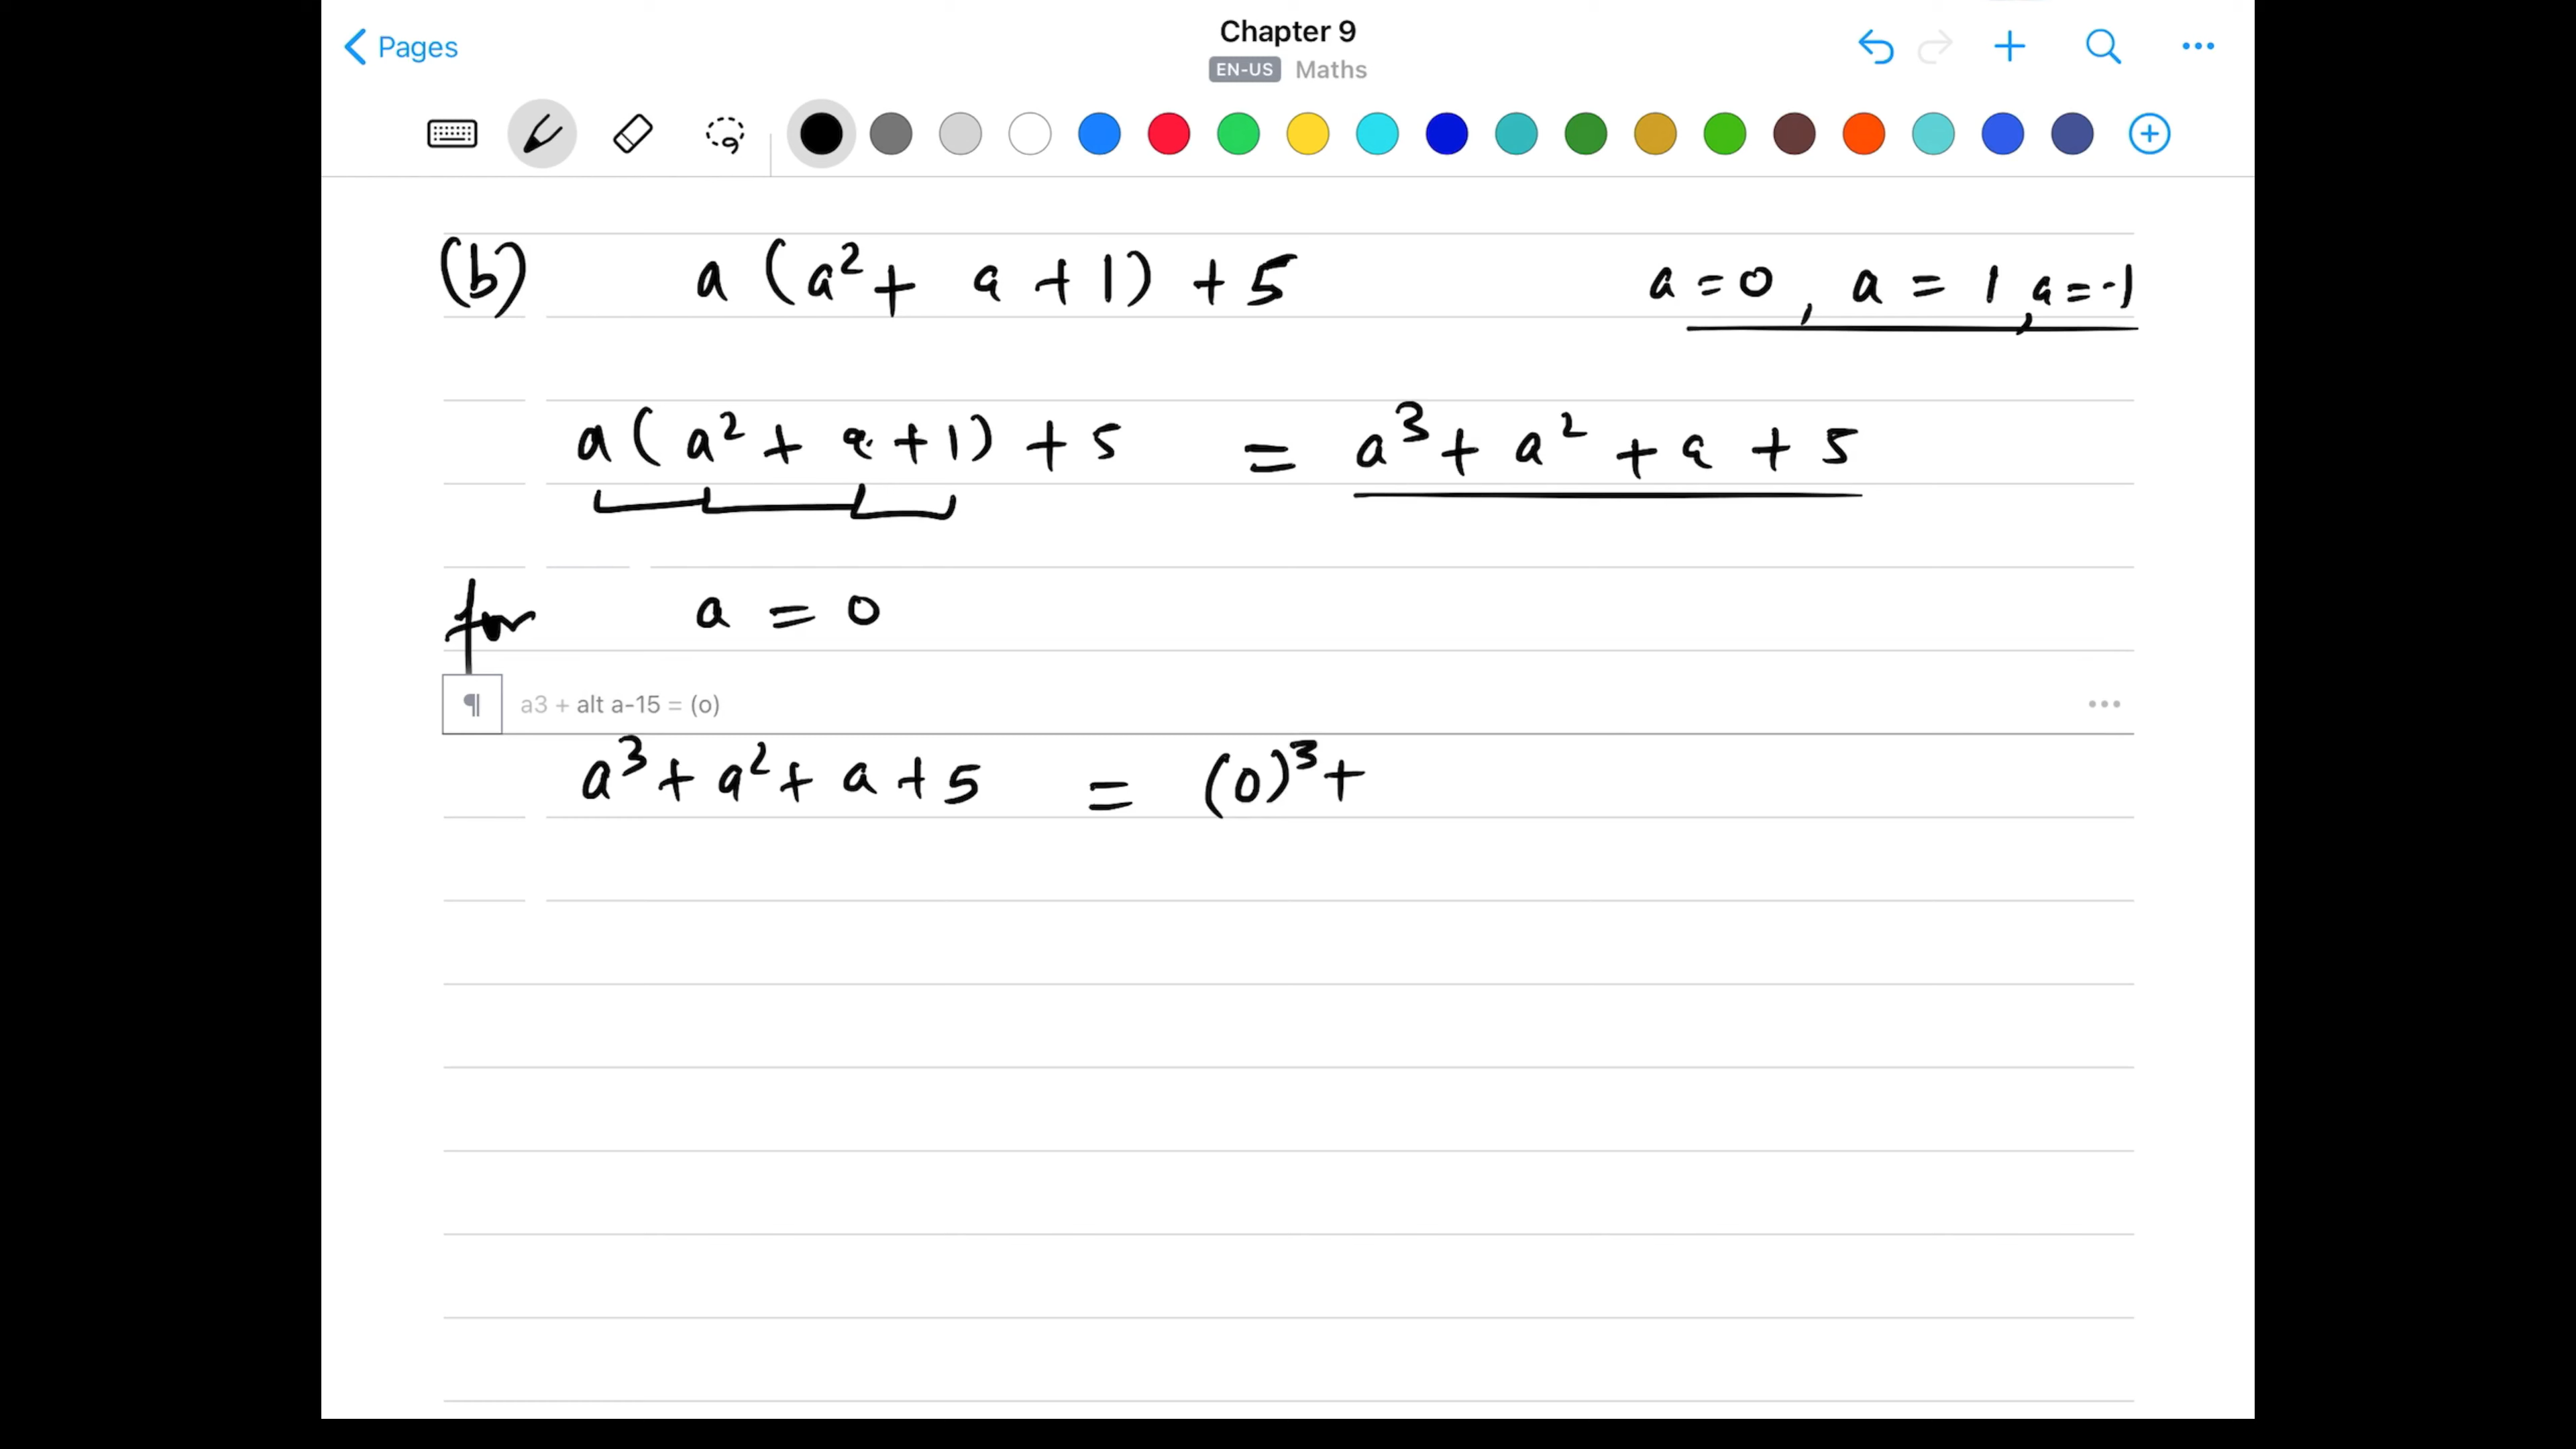 Pages
Chapter 9
EN-US Maths
(b) a (a² + a + 1) + 5 a = 0, a = 1, a = -1
a (a² + a + 1) + 5 = a³ + a² + a + 5
for a = 0
¶ a3 + alt a-15 = (o)
a³ + a² + a + 5 = (0)³ +